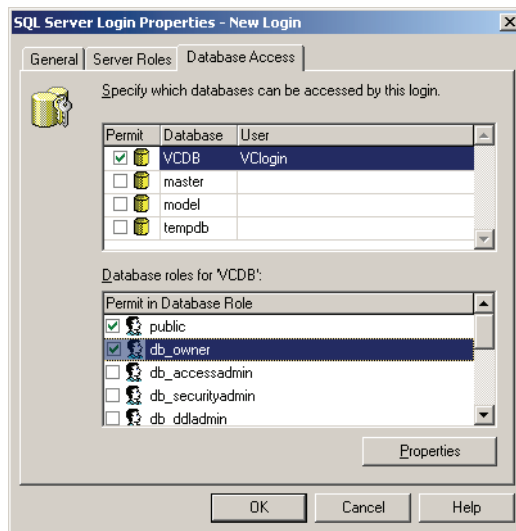 SQL Server Login Properties - New Login
General Server Roles Database Access
Specify which databases can be accessed by this login.
Permit Database User
VCDB VClogin
master
model
tempdb
Database roles for 'VCDB':
Permit in Database Role
public
db_owner
db_accessadmin
db_securityadmin
db_ddladmin
Properties
OK Cancel Help